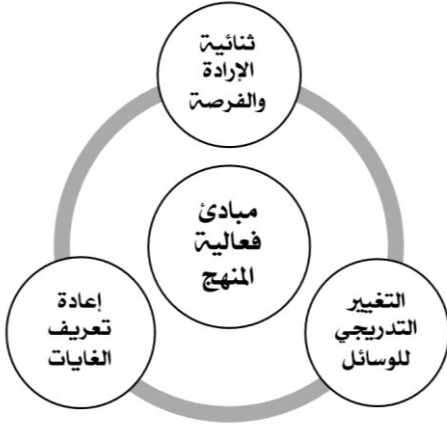 ثنائية
الإرادة
والفرصة
مبادئ
فعالية
المنهج
التغيير
التدريجي
للوسائل
إعادة
تعريف
الغايات